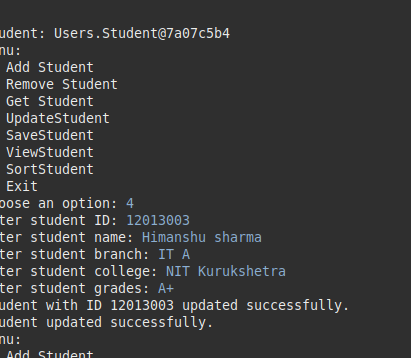 udent: Users.Student@7a07c5b4
nu:
Add Student
Remove Student
Get Student
UpdateStudent
SaveStudent
ViewStudent
SortStudent
Exit
oose an option: 4
ter student ID: 12013003
ter student name: Himanshu sharma
ter student branch: IT A
ter student college: NIT Kurukshetra
ter student grades: A+
udent with ID 12013003 updated successfully.
udent updated successfully.
nu:
Add Student